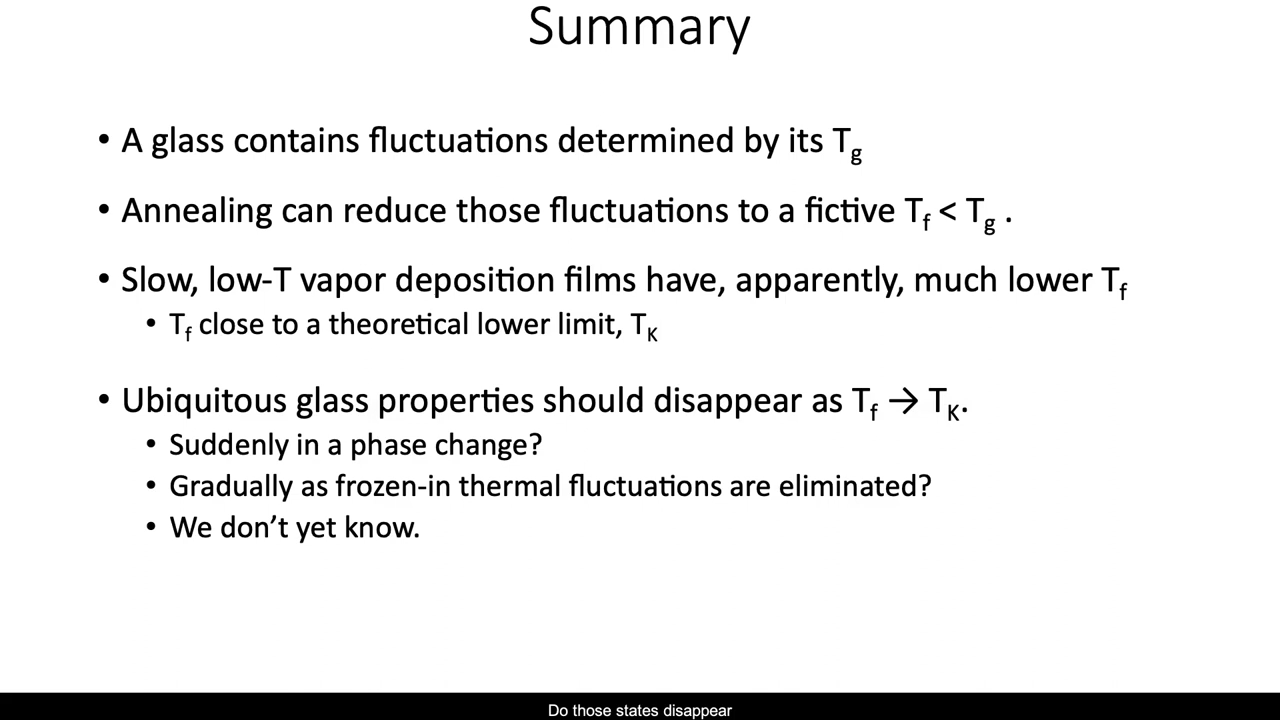 Summary
• A glass contains fluctuations determined by its Tg
• Annealing can reduce those fluctuations to a fictive Tf < Tg .
• Slow, low-T vapor deposition films have, apparently, much lower Tf
• Tf close to a theoretical lower limit, TK
• Ubiquitous glass properties should disappear as Tf → TK.
• Suddenly in a phase change?
• Gradually as frozen-in thermal fluctuations are eliminated?
• We don’t yet know.
Do those states disappear